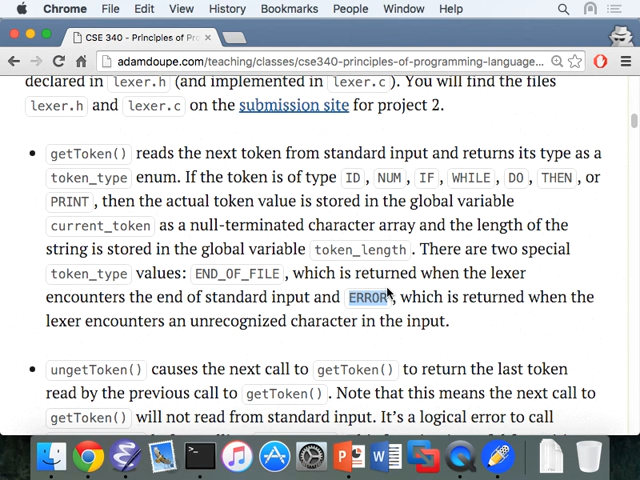 Chrome File Edit View History Bookmarks People Window Help
CSE 340 - Principles of Pro
adamdoupe.com/teaching/classes/cse340-principles-of-programming-language...
declared in lexer.h (and implemented in lexer.c). You will find the files
lexer.h and lexer.c on the submission site for project 2.
getToken() reads the next token from standard input and returns its type as a
token_type enum. If the token is of type ID, NUM, IF, WHILE, DO, THEN, or
PRINT, then the actual token value is stored in the global variable
current_token as a null-terminated character array and the length of the
string is stored in the global variable token_length. There are two special
token_type values: END_OF_FILE, which is returned when the lexer
encounters the end of standard input and ERROR, which is returned when the
lexer encounters an unrecognized character in the input.
ungetToken() causes the next call to getToken() to return the last token
read by the previous call to getToken(). Note that this means the next call to
getToken() will not read from standard input. It's a logical error to call